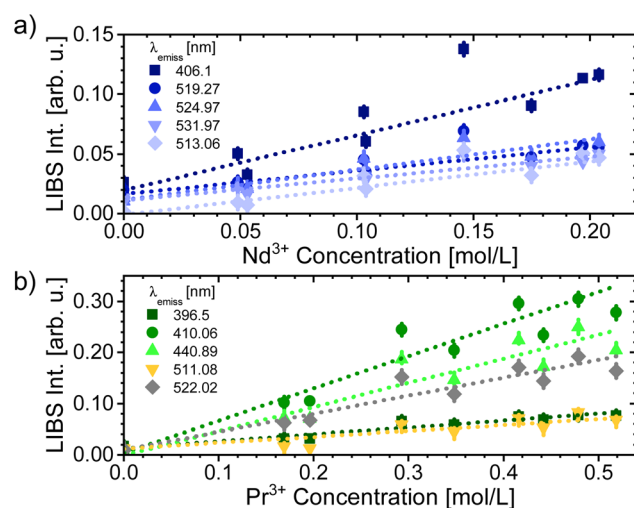 a)
LIBS Int. [arb. u.]
0.15
0.10
0.05
0.00
λemiss [nm]
406.1
519.27
524.97
531.97
513.06
0.00 0.05 0.10 0.15 0.20
Nd³⁺ Concentration [mol/L]
b)
LIBS Int. [arb. u.]
0.30
0.20
0.10
0.00
λemiss [nm]
396.5
410.06
440.89
511.08
522.02
0.0 0.1 0.2 0.3 0.4 0.5
Pr³⁺ Concentration [mol/L]